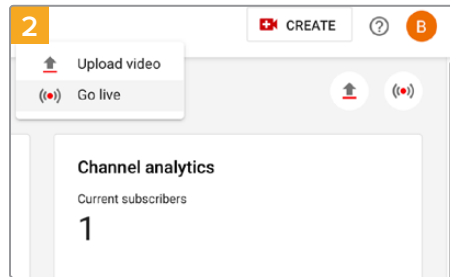 2
CREATE
?
B
Upload video
Go live
Channel analytics
Current subscribers
1